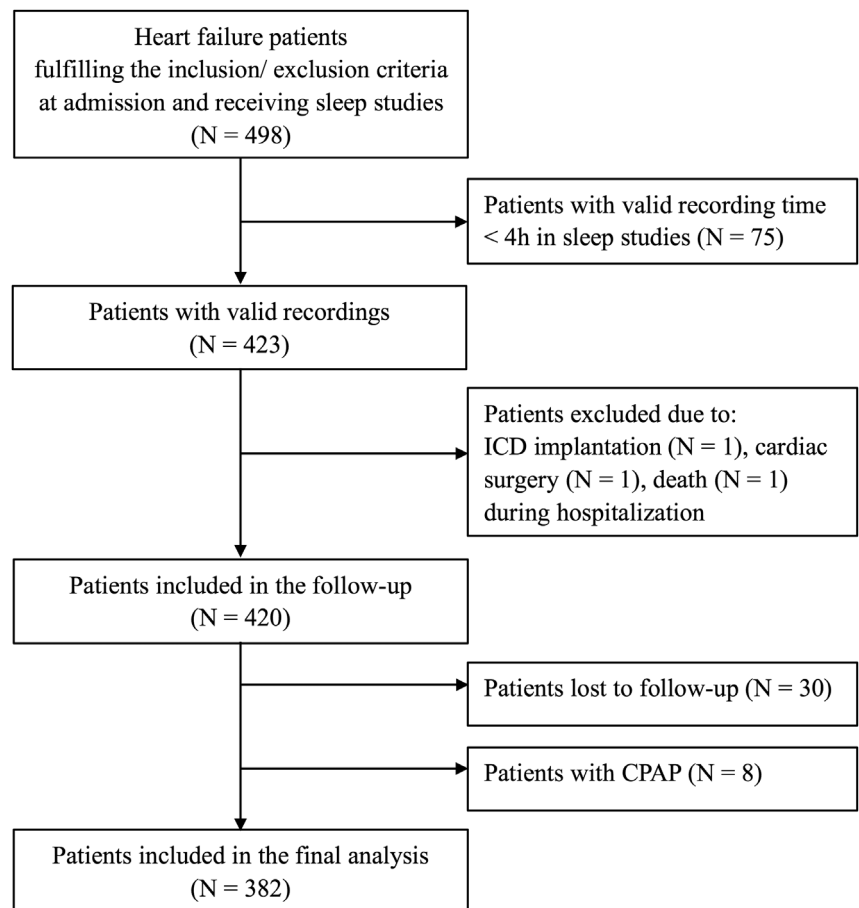 Heart failure patients
fulfilling the inclusion/ exclusion criteria
at admission and receiving sleep studies
(N = 498)
Patients with valid recording time
< 4h in sleep studies (N = 75)
Patients with valid recordings
(N = 423)
Patients excluded due to:
ICD implantation (N = 1), cardiac
surgery (N = 1), death (N = 1)
during hospitalization
Patients included in the follow-up
(N = 420)
Patients lost to follow-up (N = 30)
Patients with CPAP (N = 8)
Patients included in the final analysis
(N = 382)